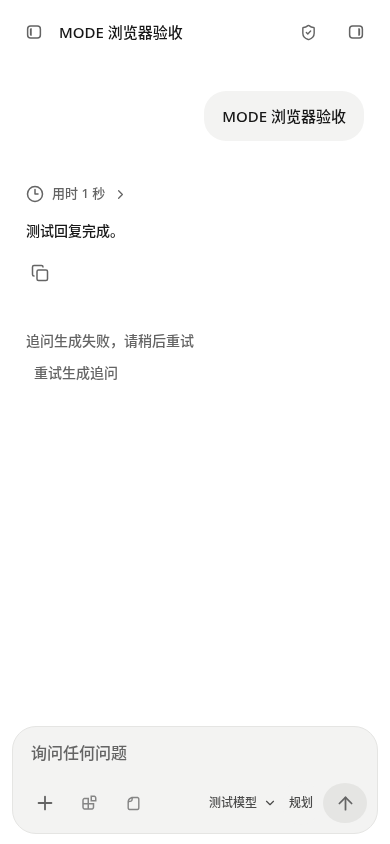 MODE 浏览器验收
MODE 浏览器验收
用时 1 秒
测试回复完成。
追问生成失败，请稍后重试
重试生成追问
询问任何问题
测试模型 规划